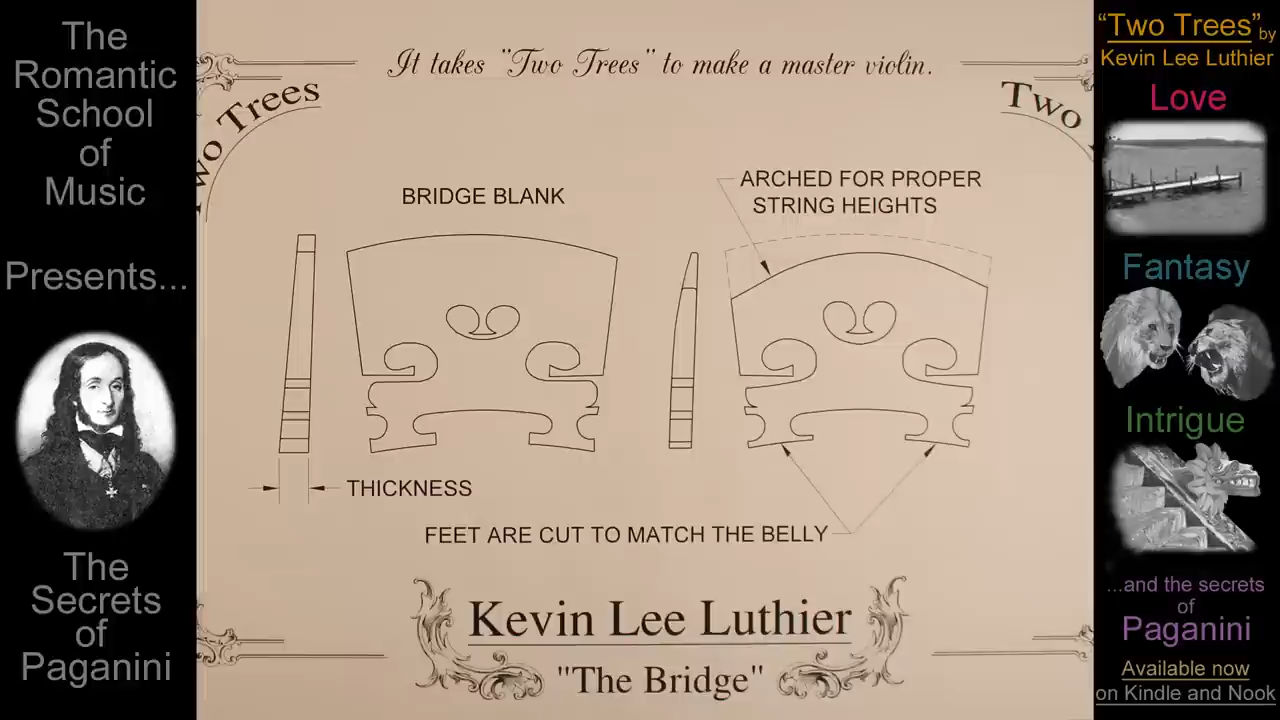 The
Romantic
School
of
Music
Presents...
The
Secrets
of
Paganini
It takes "Two Trees" to make a master violin.
Two Trees
Two
BRIDGE BLANK
ARCHED FOR PROPER
STRING HEIGHTS
THICKNESS
FEET ARE CUT TO MATCH THE BELLY
Kevin Lee Luthier
"The Bridge"
“Two Trees” by
Kevin Lee Luthier
Love
Fantasy
Intrigue
...and the secrets
of
Paganini
Available now
on Kindle and Nook